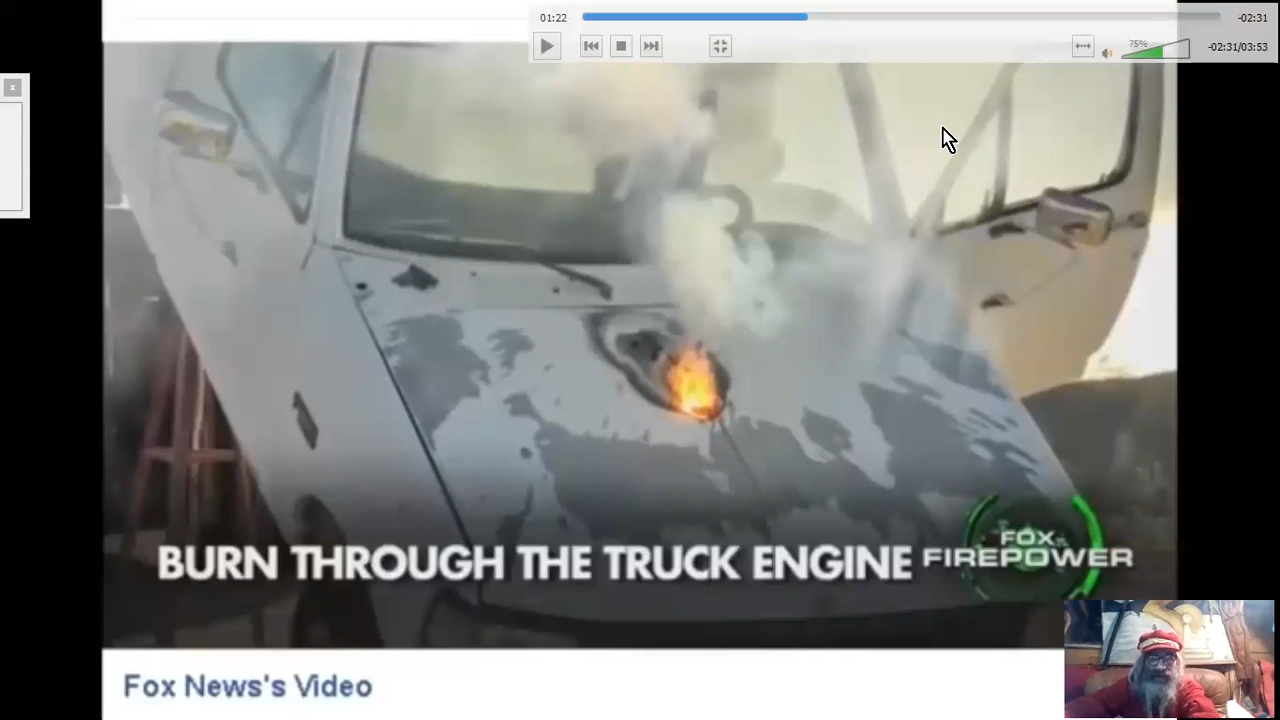 01:22
-02:31
75%
-02:31/03:53
BURN THROUGH THE TRUCK ENGINE
FOX
FIREPOWER
Fox News's Video